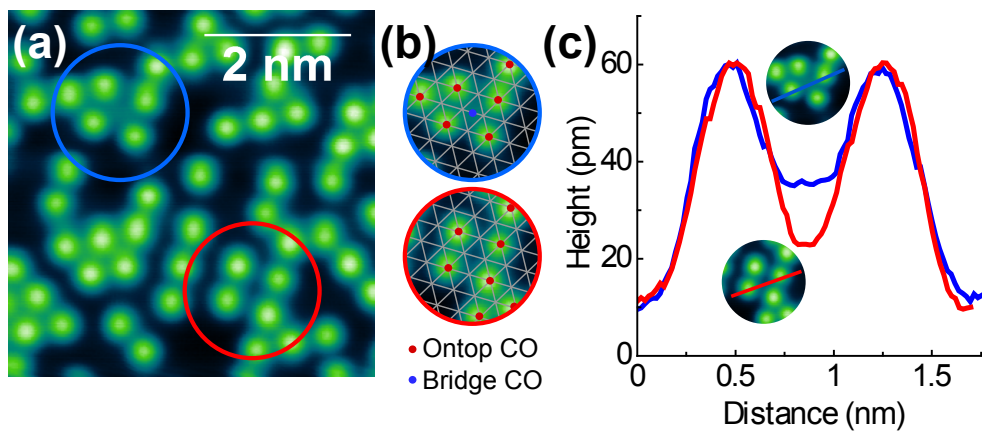 (a)
2 nm
(b)
Ontop CO
Bridge CO
(c)
Height (pm)
60
40
20
0
0
0.5
1
1.5
Distance (nm)